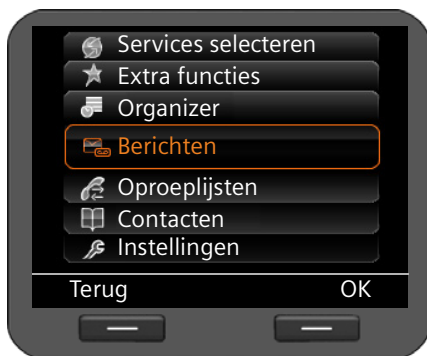 Services selecteren
Extra functies
Organizer
Berichten
Oproeplijsten
Contacten
Instellingen
Terug OK